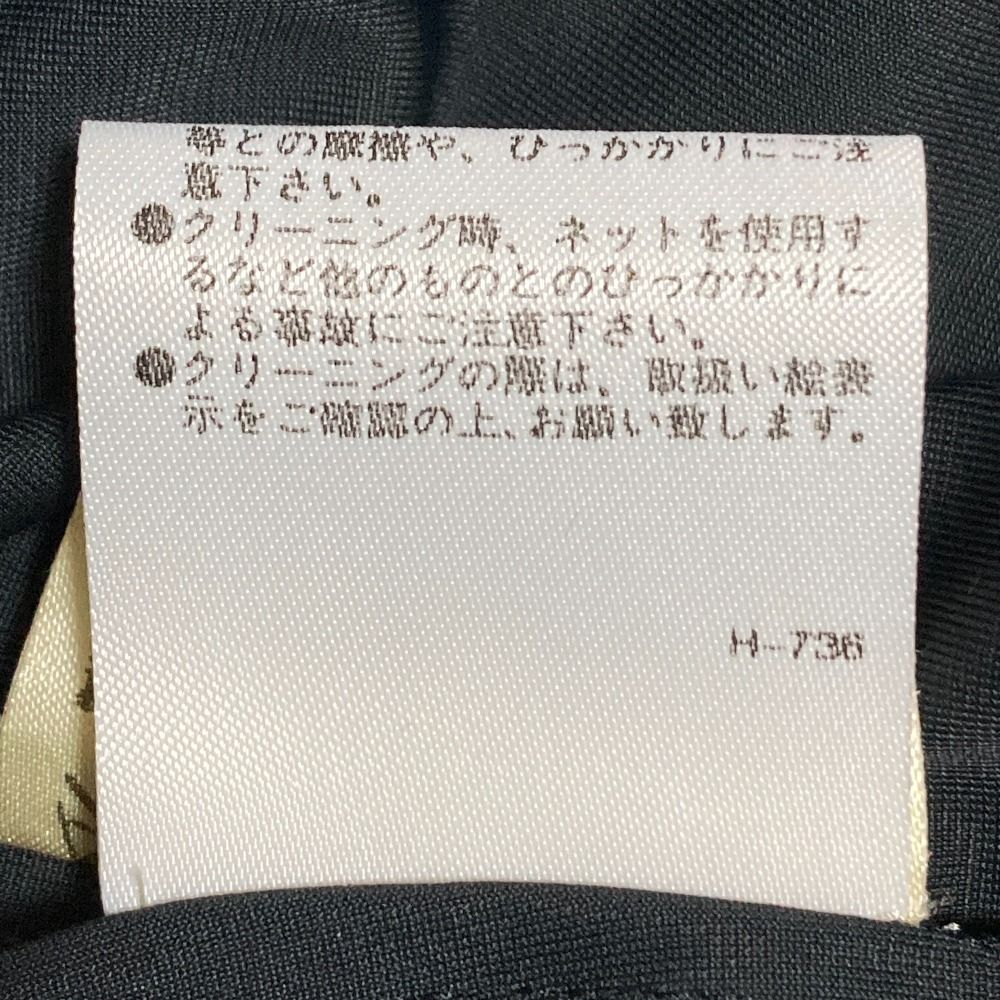 等との摩擦や、ひっかかりにご注
意下さい。
●クリーニング時、ネットを使用す
るなど他のものとのひっかかりに
よる事故にご注意下さい。
●クリーニングの際は、取扱い絵表
示をご確認の上、お願い致します。
H-736